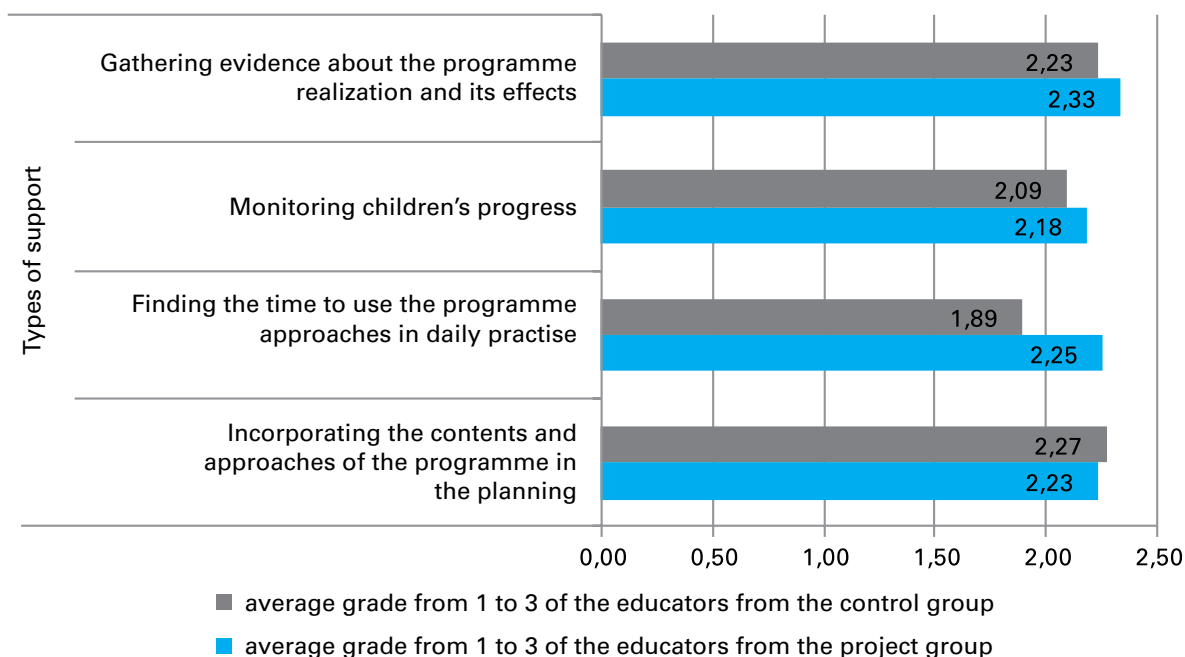 Types of support
Gathering evidence about the programme
realization and its effects
2,23
2,33
Monitoring children's progress
2,09
2,18
Finding the time to use the programme
approaches in daily practise
1,89
2,25
Incorporating the contents and
approaches of the programme in
the planning
2,27
2,23
0,00 0,50 1,00 1,50 2,00 2,50
average grade from 1 to 3 of the educators from the control group
average grade from 1 to 3 of the educators from the project group